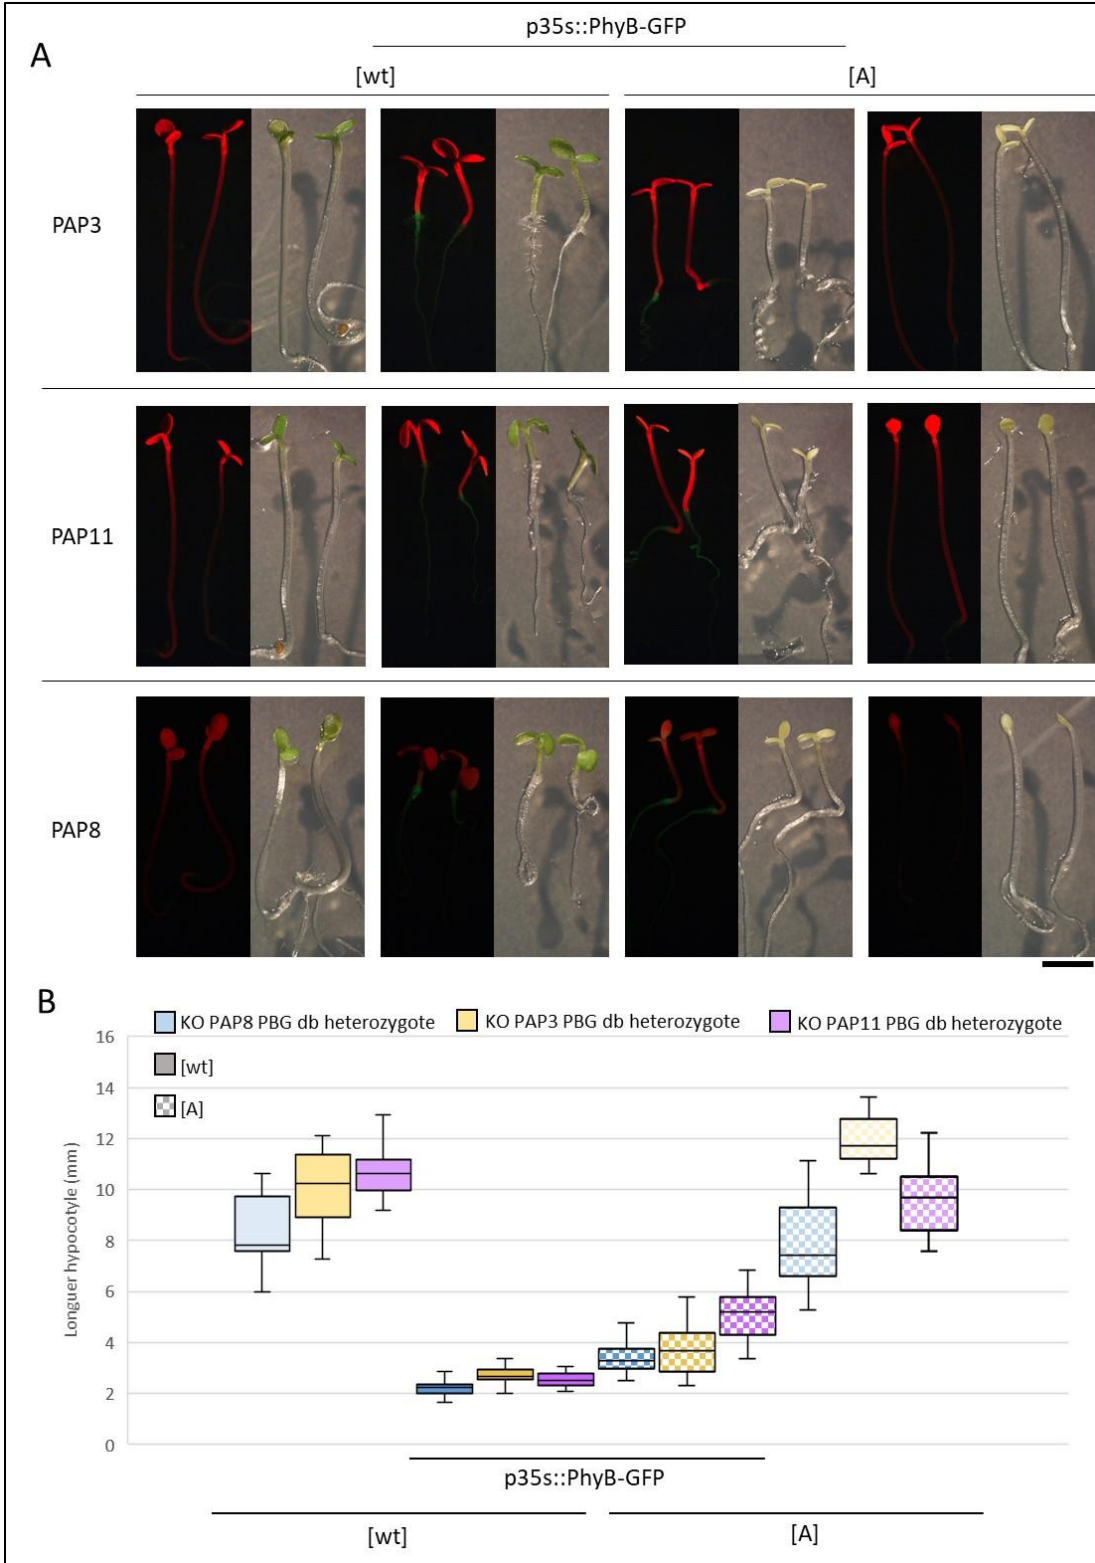 p35s::PhyB-GFP
A
[wt]
[A]
PAP3
PAP11
PAP8
B
KO PAP8 PBG db heterozygote
KO PAP3 PBG db heterozygote
KO PAP11 PBG db heterozygote
[wt]
[A]
16
14
12
10
8
6
4
2
0
Longuer hypocotyle (mm)
p35s::PhyB-GFP
[wt]
[A]